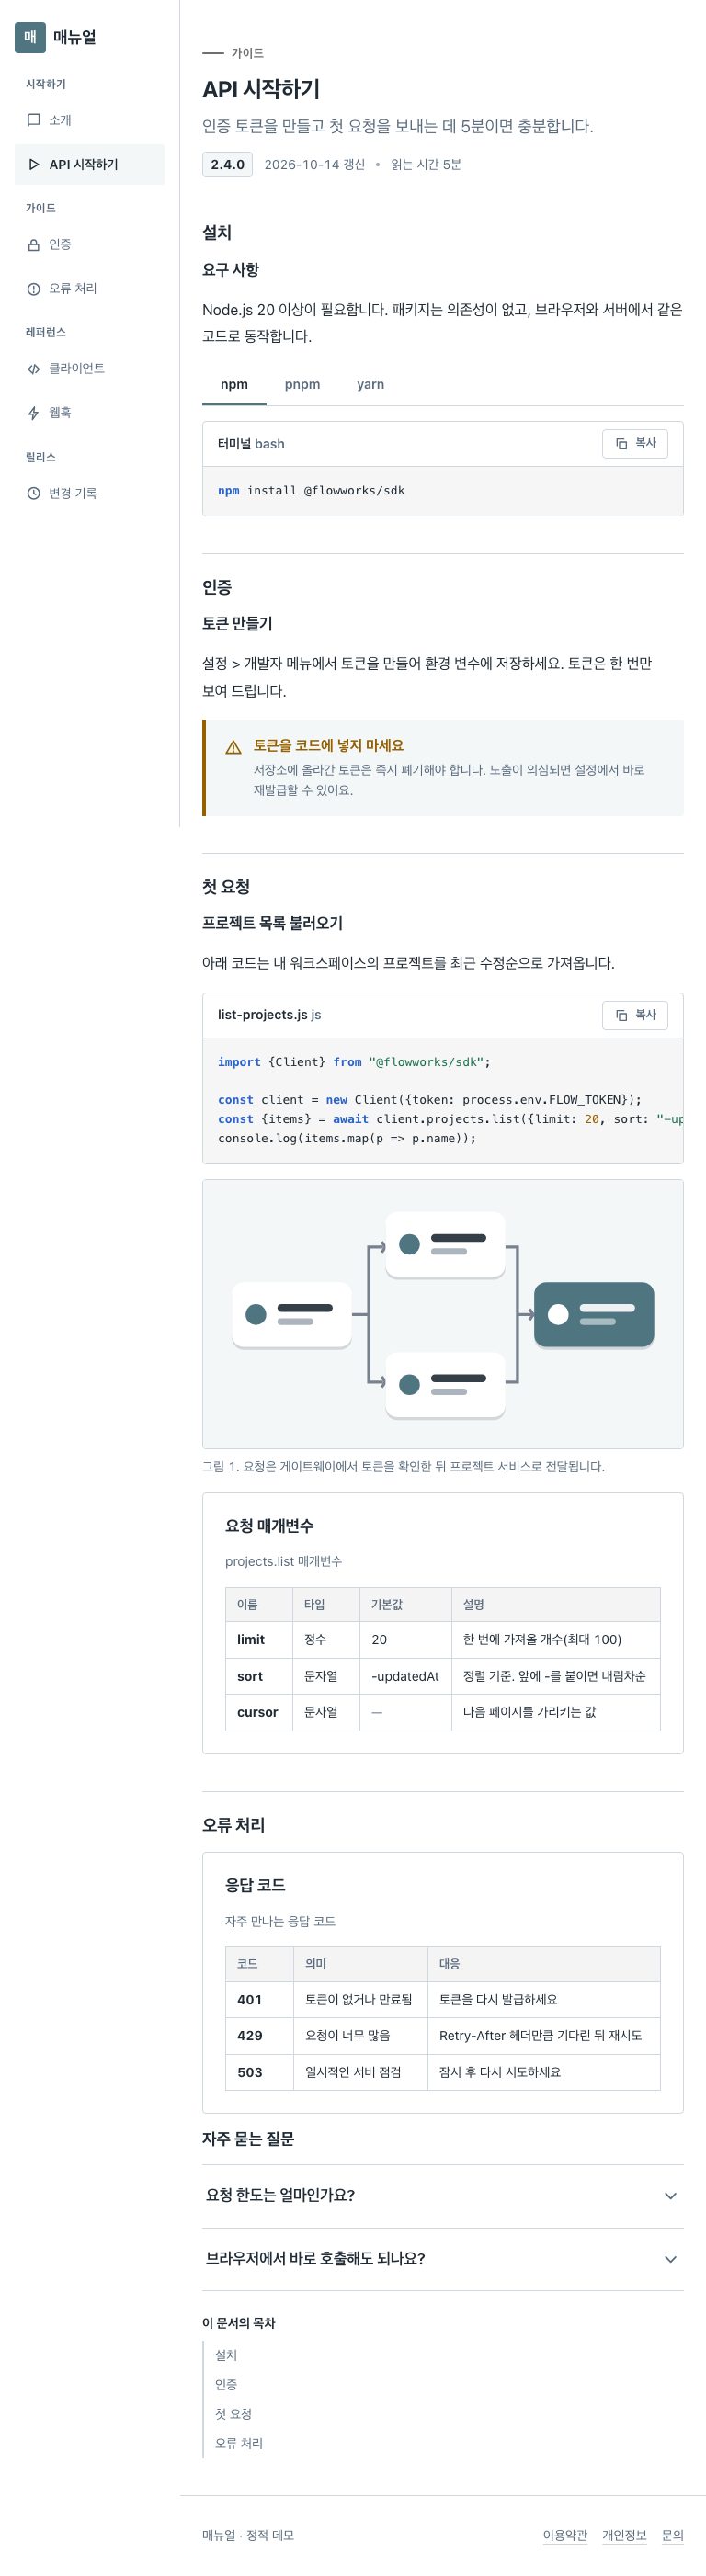 매 매뉴얼
시작하기
소개
API 시작하기
가이드
인증
오류 처리
레퍼런스
클라이언트
웹훅
릴리스
변경 기록
가이드
API 시작하기
인증 토큰을 만들고 첫 요청을 보내는 데 5분이면 충분합니다.
2.4.0 2026-10-14 갱신 • 읽는 시간 5분
설치
요구 사항
Node.js 20 이상이 필요합니다. 패키지는 의존성이 없고, 브라우저와 서버에서 같은
코드로 동작합니다.
npm pnpm yarn
터미널 bash 복사
npm install @flowworks/sdk
인증
토큰 만들기
설정 > 개발자 메뉴에서 토큰을 만들어 환경 변수에 저장하세요. 토큰은 한 번만
보여 드립니다.
토큰을 코드에 넣지 마세요
저장소에 올라간 토큰은 즉시 폐기해야 합니다. 노출이 의심되면 설정에서 바로
재발급할 수 있어요.
첫 요청
프로젝트 목록 불러오기
아래 코드는 내 워크스페이스의 프로젝트를 최근 수정순으로 가져옵니다.
list-projects.js js 복사
import {Client} from "@flowworks/sdk";
const client = new Client({token: process.env.FLOW_TOKEN});
const {items} = await client.projects.list({limit: 20, sort: "-up
console.log(items.map(p => p.name));
그림 1. 요청은 게이트웨이에서 토큰을 확인한 뒤 프로젝트 서비스로 전달됩니다.
요청 매개변수
projects.list 매개변수
이름 타입 기본값 설명
limit 정수 20 한 번에 가져올 개수(최대 100)
sort 문자열 -updatedAt 정렬 기준. 앞에 -를 붙이면 내림차순
cursor 문자열 — 다음 페이지를 가리키는 값
오류 처리
응답 코드
자주 만나는 응답 코드
코드 의미 대응
401 토큰이 없거나 만료됨 토큰을 다시 발급하세요
429 요청이 너무 많음 Retry-After 헤더만큼 기다린 뒤 재시도
503 일시적인 서버 점검 잠시 후 다시 시도하세요
자주 묻는 질문
요청 한도는 얼마인가요?
브라우저에서 바로 호출해도 되나요?
이 문서의 목차
설치
인증
첫 요청
오류 처리
매뉴얼 · 정적 데모 이용약관 개인정보 문의